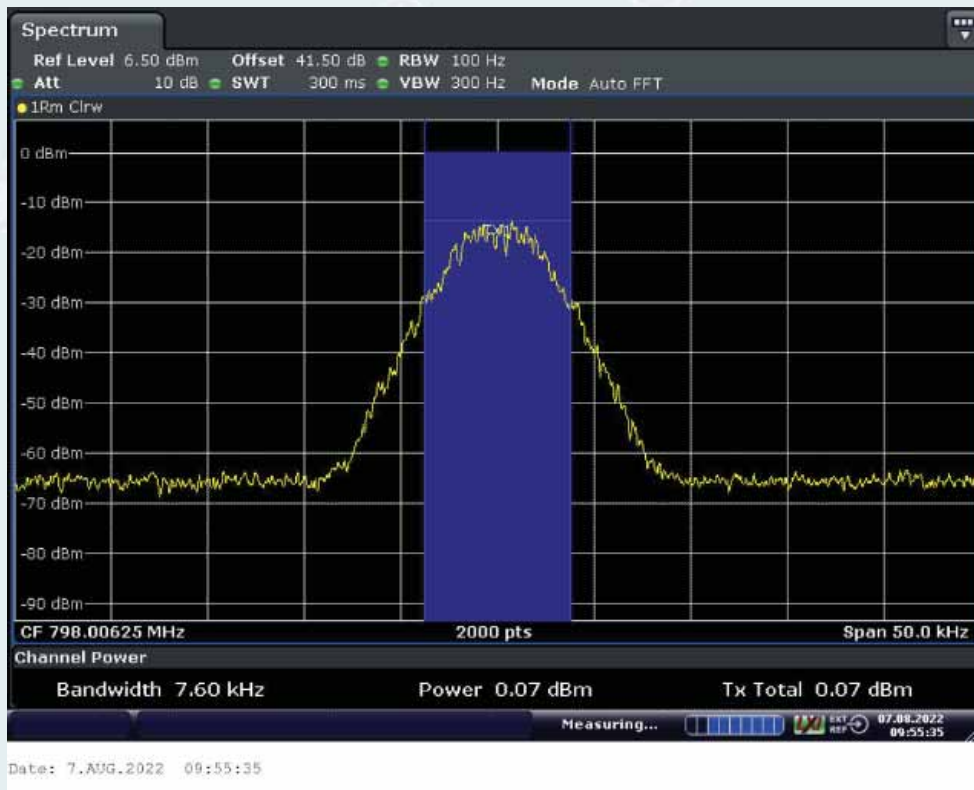 Spectrum
Ref Level 6.50 dBm Offset 41.50 dB RBW 100 Hz
Att 10 dB SWT 300 ms VBW 300 Hz Mode Auto FFT
1Rm Clrw
0 dBm
-10 dBm
-20 dBm
-30 dBm
-40 dBm
-50 dBm
-60 dBm
-70 dBm
-80 dBm
-90 dBm
CF 798.00625 MHz 2000 pts Span 50.0 kHz
Channel Power
Bandwidth 7.60 kHz Power 0.07 dBm Tx Total 0.07 dBm
Measuring... EXT REF 07.08.2022 09:55:35
Date: 7.AUG.2022 09:55:35